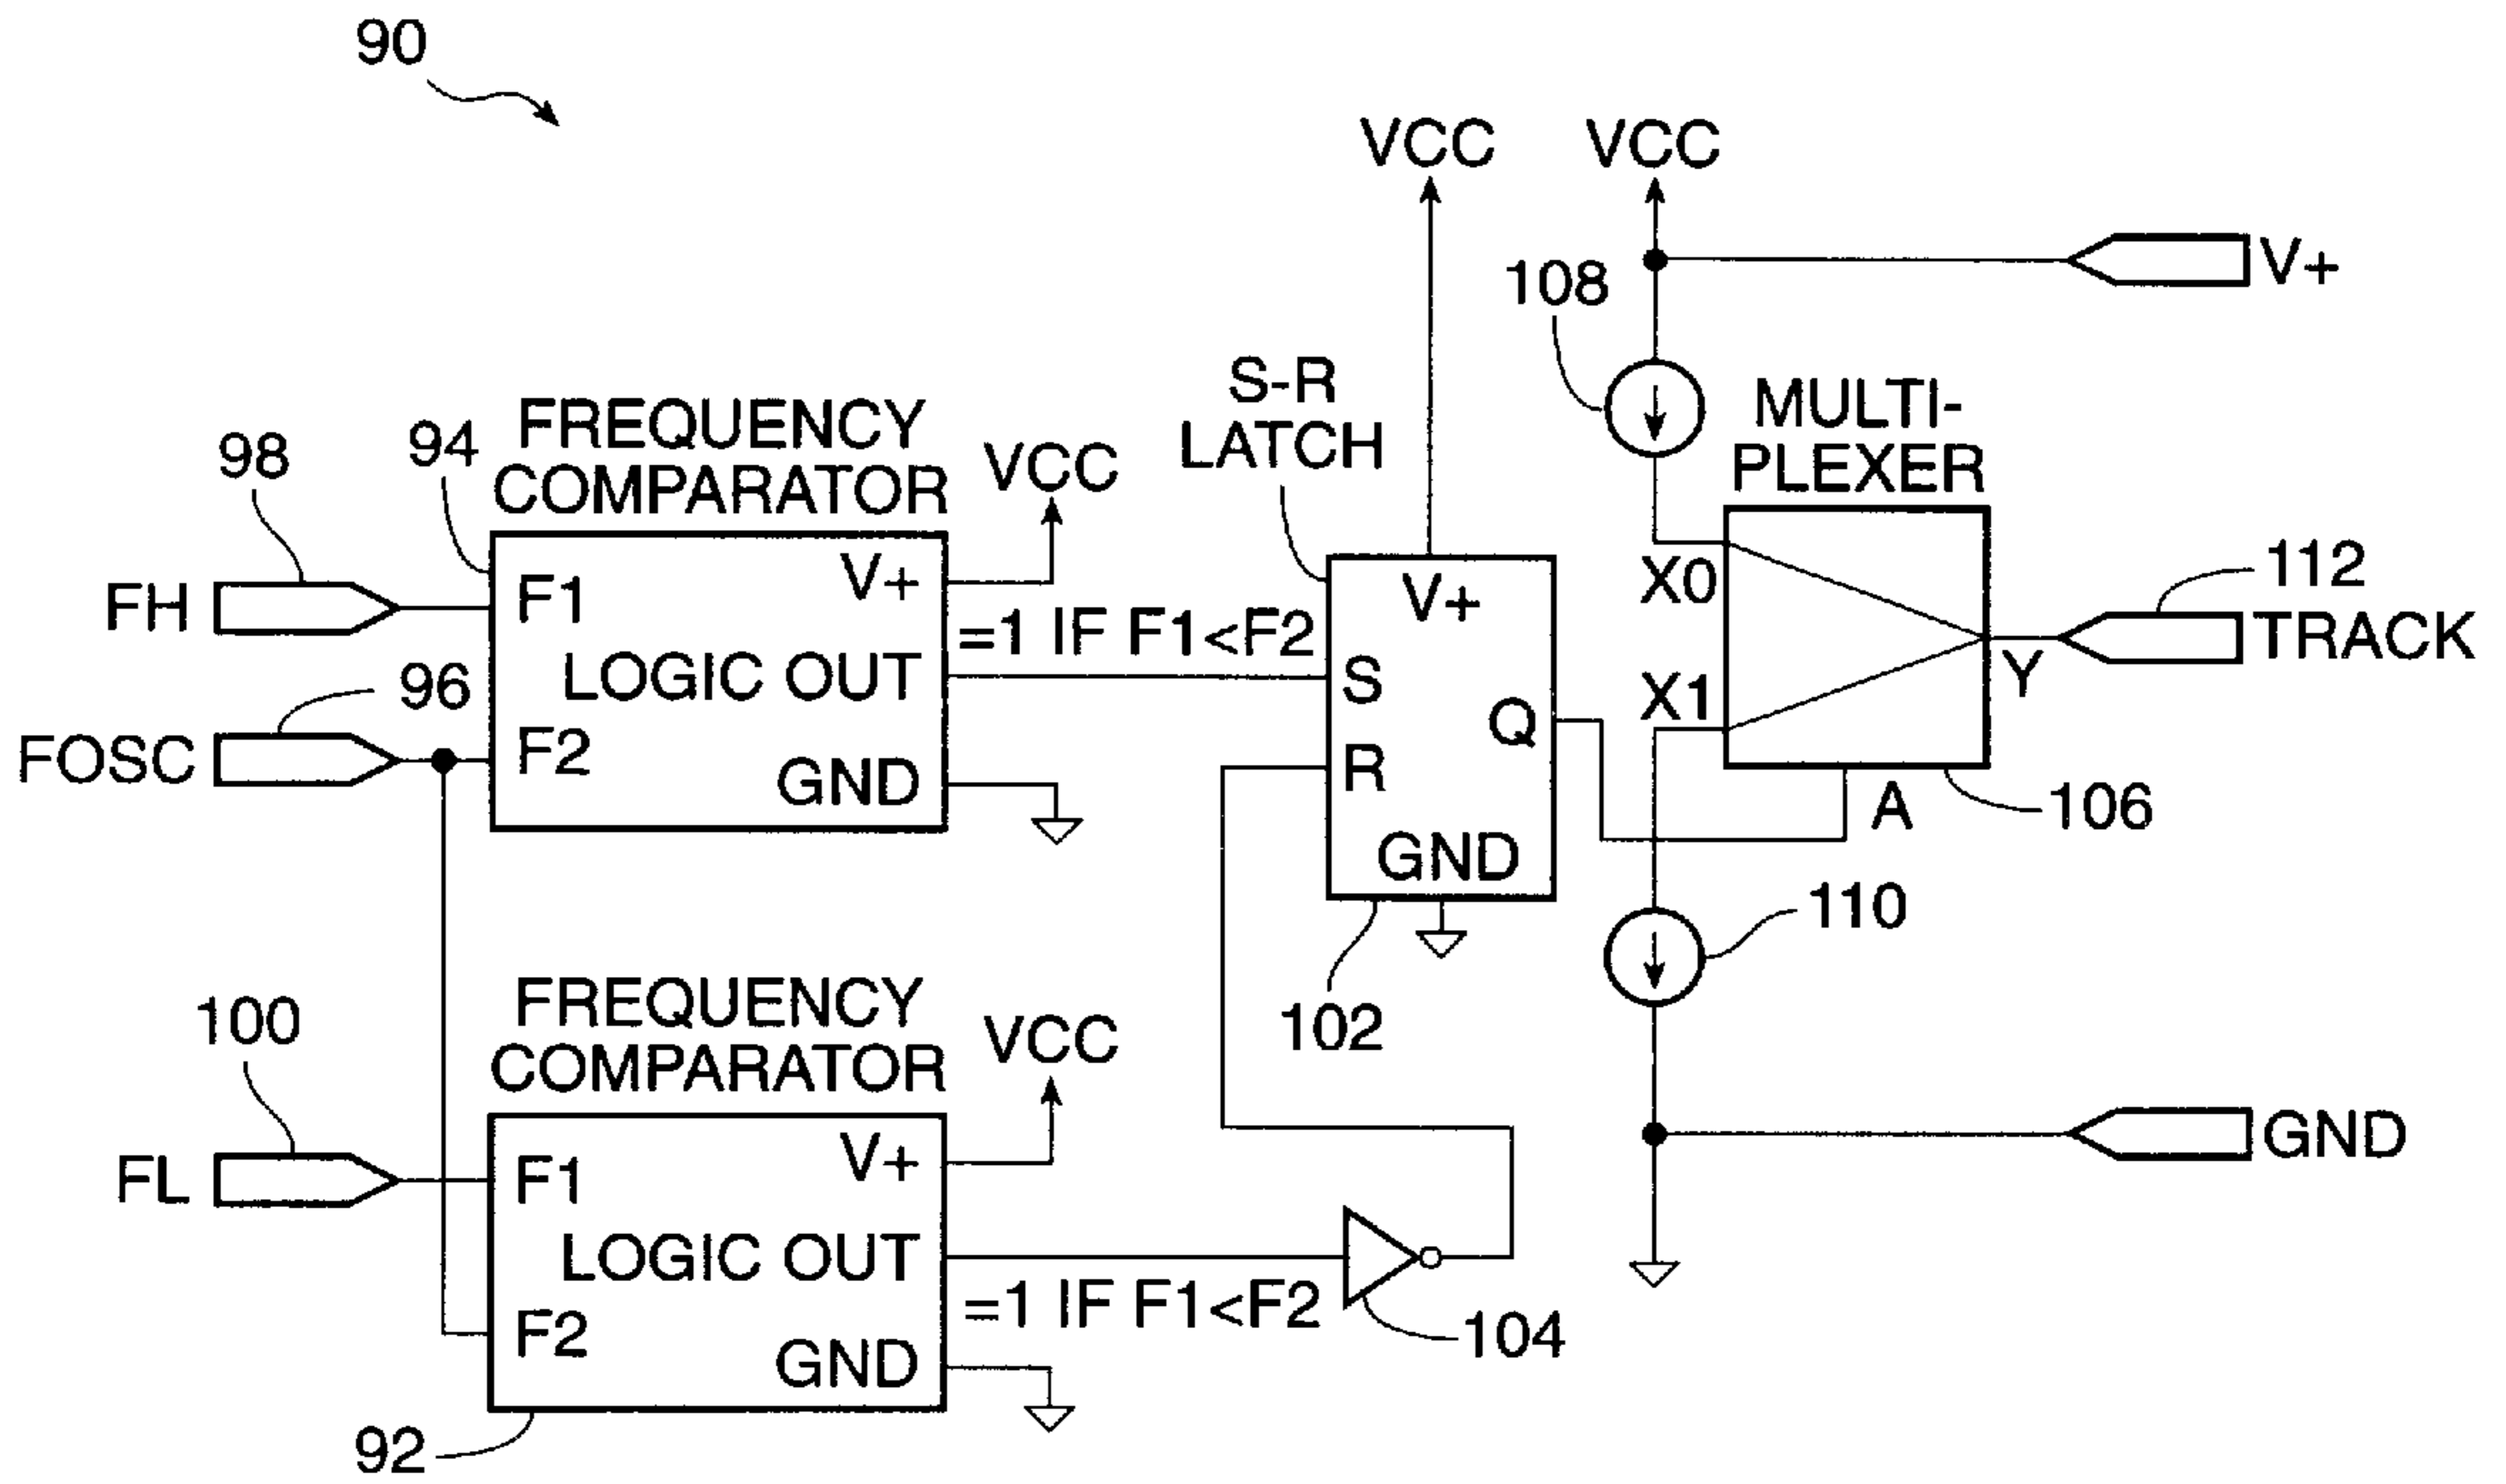 90
VCC
VCC
V+
108
S-R
LATCH
MULTI-
PLEXER
FREQUENCY
COMPARATOR
94
98
VCC
FH
F1
V+
=1 IF F1<F2
LOGIC OUT
96
FOSC
F2
GND
V+
S
R
Q
GND
X0
X1
Y
112
TRACK
A
106
110
102
100
FREQUENCY
COMPARATOR
VCC
FL
F1
V+
LOGIC OUT
=1 IF F1<F2
F2
GND
104
GND
92